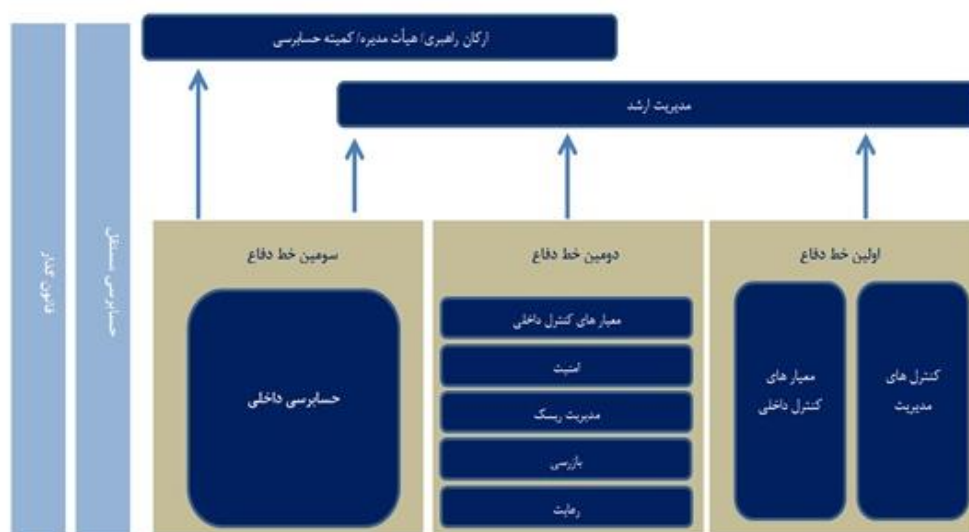 ارکان راهبری/ هیأت مدیره/ کمیته حسابرسی
مدیریت ارشد
اولین خط دفاع
کنترل های
مدیریت
معیار های
کنترل داخلی
دومین خط دفاع
معیار های کنترل داخلی
امنیت
مدیریت ریسک
بازرسی
رعایت
سومین خط دفاع
حسابرسی داخلی
حسابرسی مستقل
قانون گذار